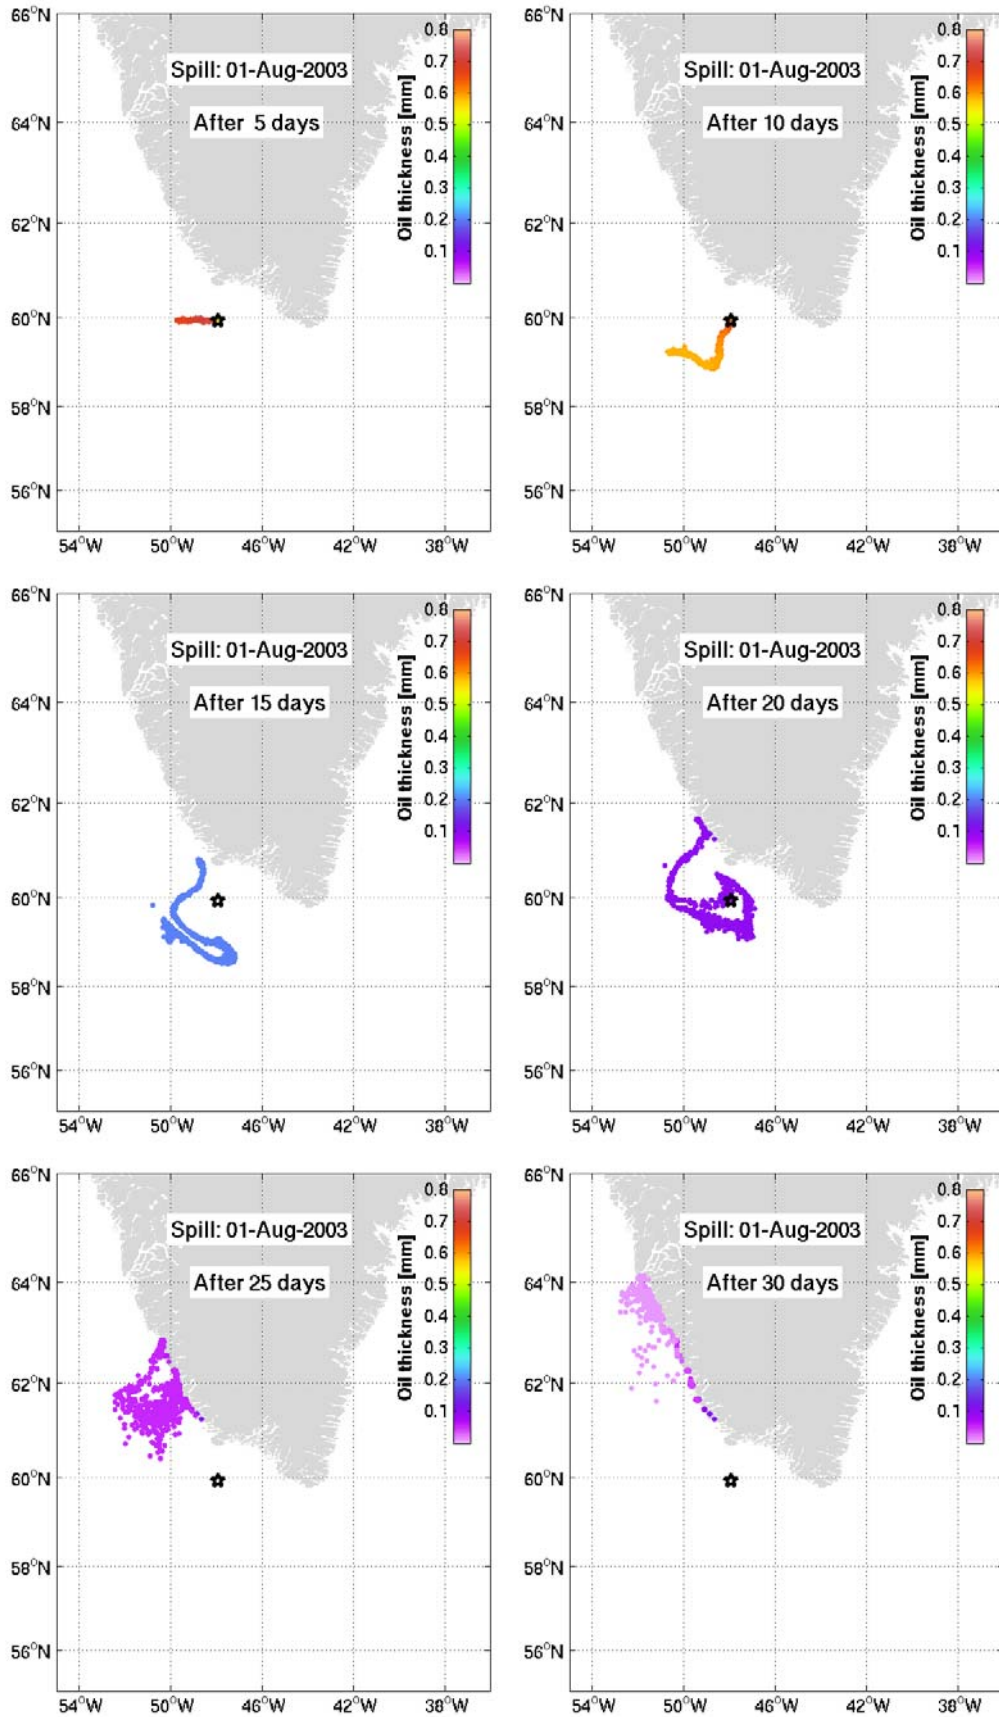 66°N
64°N
62°N
60°N
58°N
56°N
54°W 50°W 46°W 42°W 38°W
Spill: 01-Aug-2003
After 5 days
Oil thickness [mm]
0.8
0.7
0.6
0.5
0.4
0.3
0.2
0.1
66°N
64°N
62°N
60°N
58°N
56°N
54°W 50°W 46°W 42°W 38°W
Spill: 01-Aug-2003
After 10 days
Oil thickness [mm]
0.8
0.7
0.6
0.5
0.4
0.3
0.2
0.1
66°N
64°N
62°N
60°N
58°N
56°N
54°W 50°W 46°W 42°W 38°W
Spill: 01-Aug-2003
After 15 days
Oil thickness [mm]
0.8
0.7
0.6
0.5
0.4
0.3
0.2
0.1
66°N
64°N
62°N
60°N
58°N
56°N
54°W 50°W 46°W 42°W 38°W
Spill: 01-Aug-2003
After 20 days
Oil thickness [mm]
0.8
0.7
0.6
0.5
0.4
0.3
0.2
0.1
66°N
64°N
62°N
60°N
58°N
56°N
54°W 50°W 46°W 42°W 38°W
Spill: 01-Aug-2003
After 25 days
Oil thickness [mm]
0.8
0.7
0.6
0.5
0.4
0.3
0.2
0.1
66°N
64°N
62°N
60°N
58°N
56°N
54°W 50°W 46°W 42°W 38°W
Spill: 01-Aug-2003
After 30 days
Oil thickness [mm]
0.8
0.7
0.6
0.5
0.4
0.3
0.2
0.1